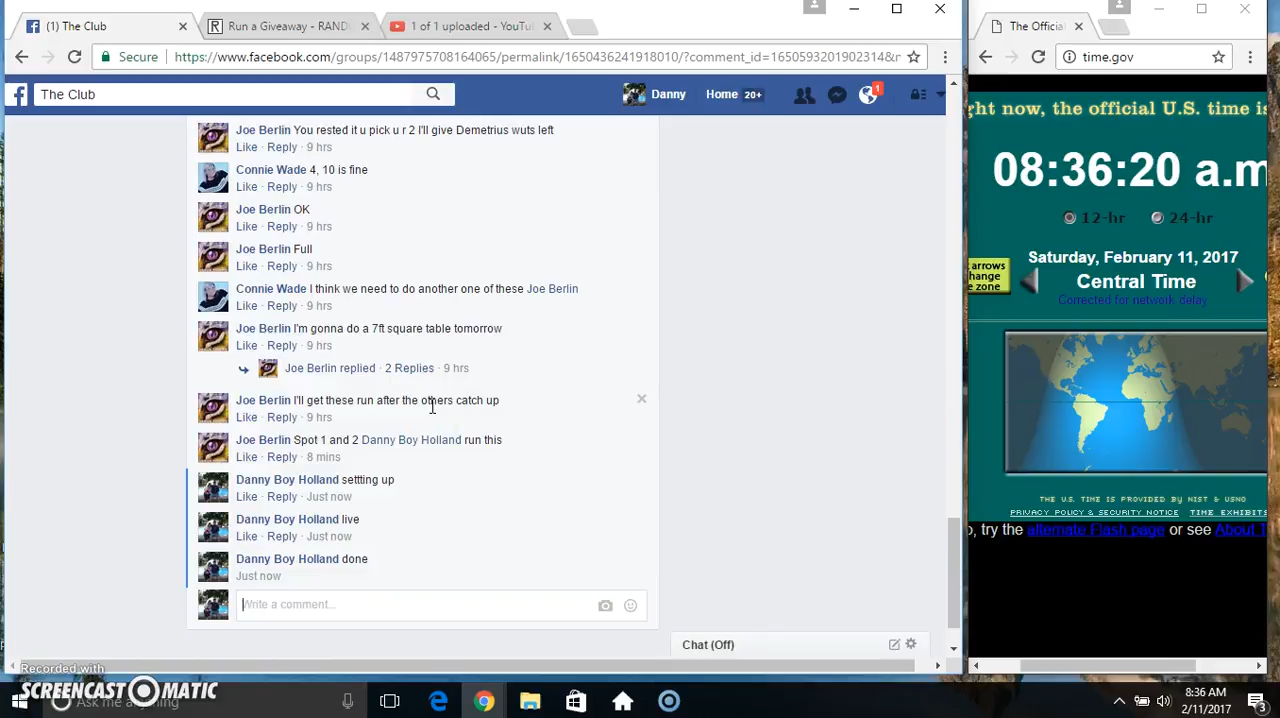 (1) The Club
Run a Giveaway - RAND
1 of 1 uploaded - YouTu
The Official
Secure
https://www.facebook.com/groups/1487975708164065/permalink/1650436241918010/?comment_id=1650593201902314&n
time.gov
The Club
Danny
Home 20+
1
ght now, the official U.S. time is
Joe Berlin You rested it u pick u r 2 I'll give Demetrius wuts left
Like · Reply · 9 hrs
Connie Wade 4, 10 is fine
Like · Reply · 9 hrs
Joe Berlin OK
Like · Reply · 9 hrs
Joe Berlin Full
Like · Reply · 9 hrs
Connie Wade I think we need to do another one of these Joe Berlin
Like · Reply · 9 hrs
Joe Berlin I'm gonna do a 7ft square table tomorrow
Like · Reply · 9 hrs
Joe Berlin replied · 2 Replies · 9 hrs
Joe Berlin I'll get these run after the others catch up
Like · Reply · 9 hrs
Joe Berlin Spot 1 and 2 Danny Boy Holland run this
Like · Reply · 8 mins
Danny Boy Holland settting up
Like · Reply · Just now
Danny Boy Holland live
Like · Reply · Just now
Danny Boy Holland done
Just now
Write a comment...
Chat (Off)
08:36:20 a.m
12-hr
24-hr
Saturday, February 11, 2017
arrows
change
e zone
Central Time
Corrected for network delay
THE U.S. TIME IS PROVIDED BY NIST & USNO
PRIVACY POLICY & SECURITY NOTICE
TIME EXHIBITS
o, try the alternate Flash page or see About T
Recorded with
SCREENCAST-O-MATIC
Ask me anything
8:36 AM
2/11/2017
3